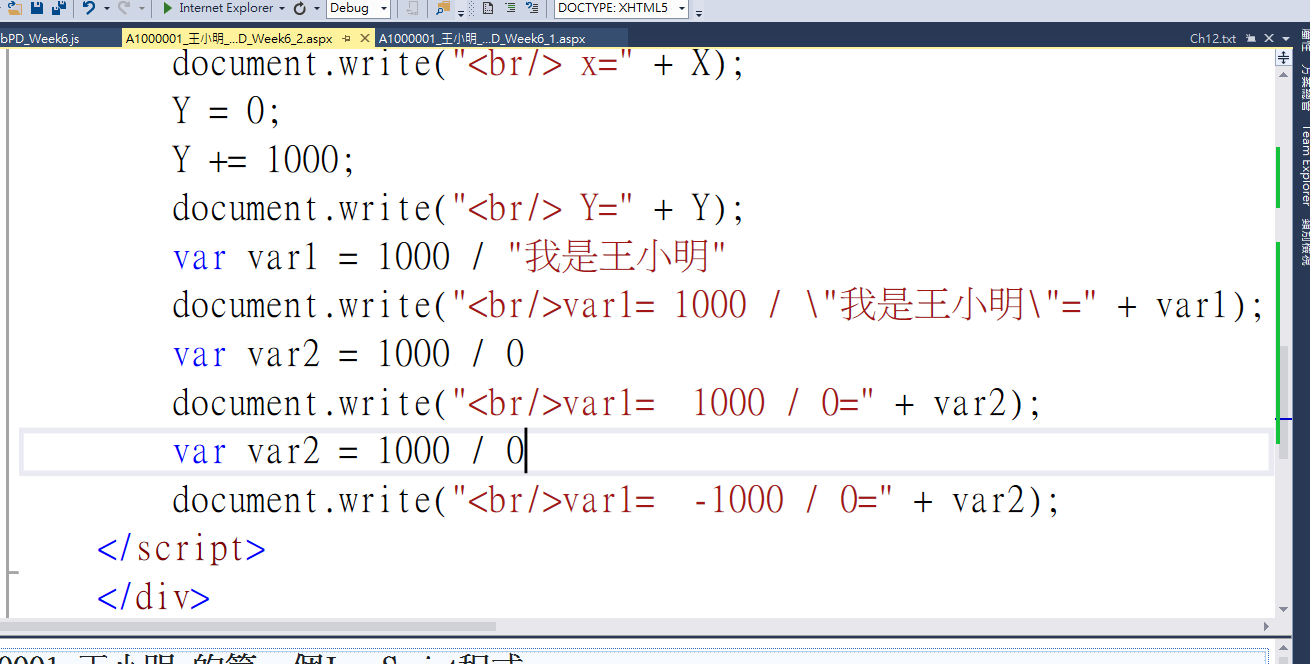 Internet Explorer Debug DOCTYPE: XHTML5
bPD_Week6.js A1000001_王小明_...D_Week6_2.aspx A1000001_王小明_...D_Week6_1.aspx Ch12.txt
document.write("<br/> x=" + X);
Y = 0;
Y += 1000;
document.write("<br/> Y=" + Y);
var var1 = 1000 / "我是王小明"
document.write("<br/>var1= 1000 / \"我是王小明\"=" + var1);
var var2 = 1000 / 0
document.write("<br/>var1=  1000 / 0=" + var2);
var var2 = 1000 / 0
document.write("<br/>var1=  -1000 / 0=" + var2);
</script>
</div>
Team Explorer